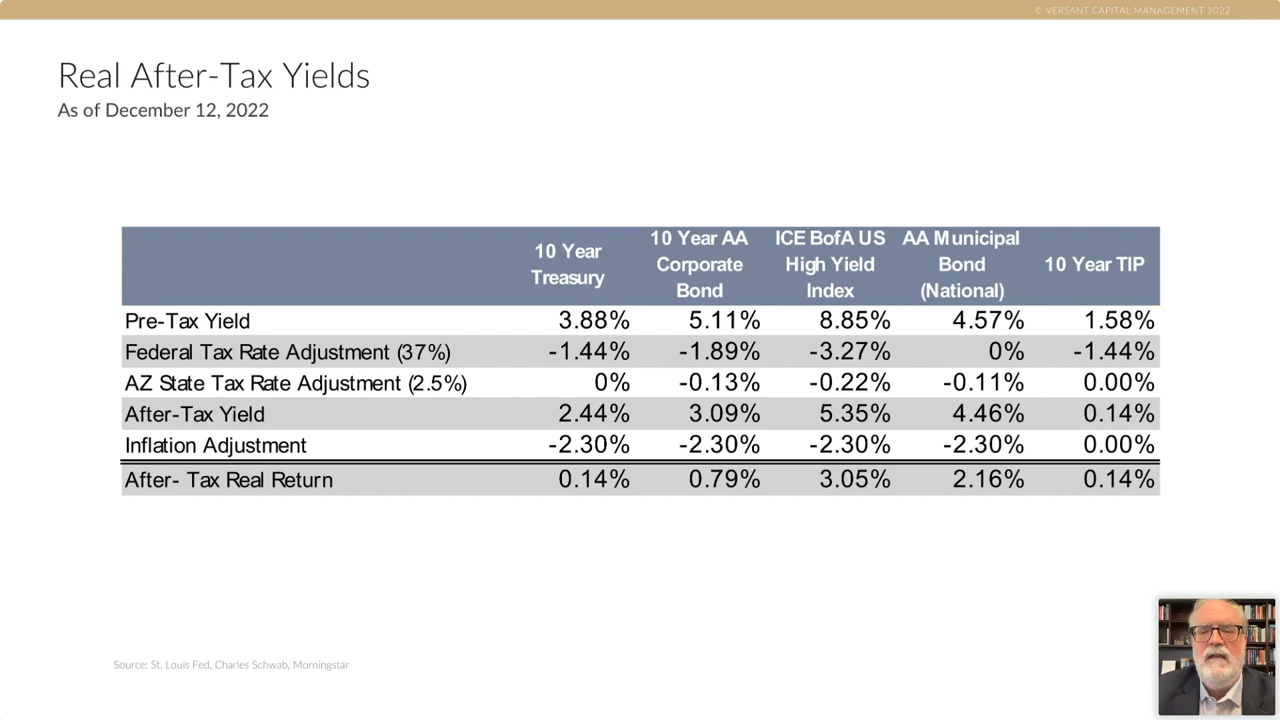 © VERSANT CAPITAL MANAGEMENT 2022
Real After-Tax Yields
As of December 12, 2022
10 Year Treasury 10 Year AA Corporate Bond ICE BofA US High Yield Index AA Municipal Bond (National) 10 Year TIP
Pre-Tax Yield 3.88% 5.11% 8.85% 4.57% 1.58%
Federal Tax Rate Adjustment (37%) -1.44% -1.89% -3.27% 0% -1.44%
AZ State Tax Rate Adjustment (2.5%) 0% -0.13% -0.22% -0.11% 0.00%
After-Tax Yield 2.44% 3.09% 5.35% 4.46% 0.14%
Inflation Adjustment -2.30% -2.30% -2.30% -2.30% 0.00%
After- Tax Real Return 0.14% 0.79% 3.05% 2.16% 0.14%
Source: St. Louis Fed, Charles Schwab, Morningstar